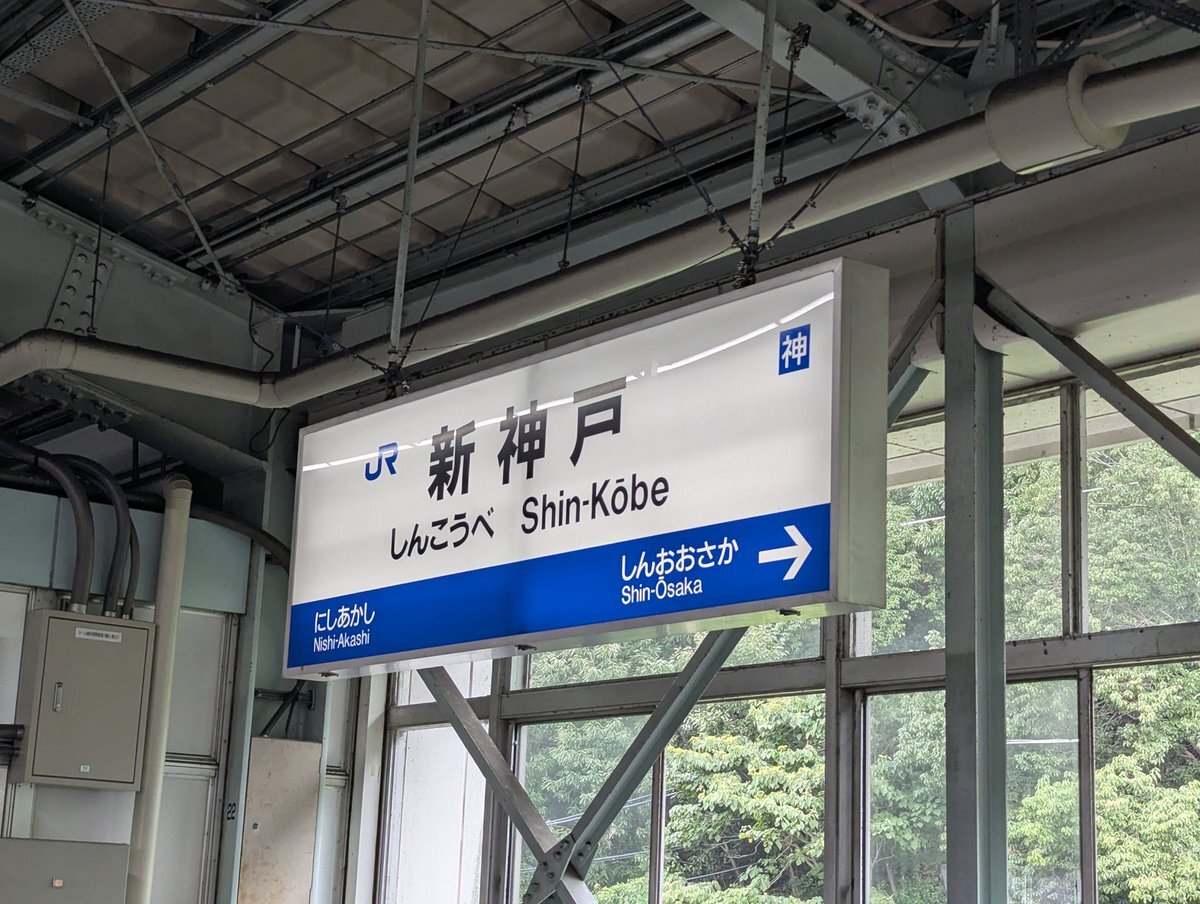 神
JR 新神戸
しんこうべ Shin-Kōbe
しんおおさか
Shin-Ōsaka
にしあかし
Nishi-Akashi
22